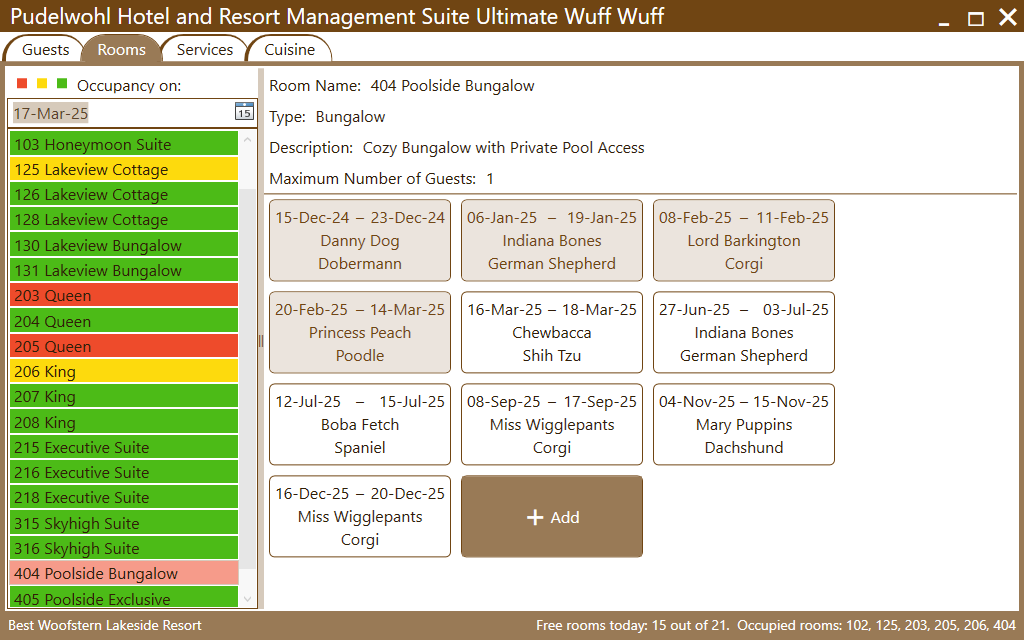 Pudelwohl Hotel and Resort Management Suite Ultimate Wuff Wuff
Guests
Rooms
Services
Cuisine
Occupancy on:
17-Mar-25
15
103 Honeymoon Suite
125 Lakeview Cottage
126 Lakeview Cottage
128 Lakeview Cottage
130 Lakeview Bungalow
131 Lakeview Bungalow
203 Queen
204 Queen
205 Queen
206 King
207 King
208 King
215 Executive Suite
216 Executive Suite
218 Executive Suite
315 Skyhigh Suite
316 Skyhigh Suite
404 Poolside Bungalow
405 Poolside Exclusive
Room Name: 404 Poolside Bungalow
Type: Bungalow
Description: Cozy Bungalow with Private Pool Access
Maximum Number of Guests: 1
15-Dec-24 – 23-Dec-24
Danny Dog
Dobermann
06-Jan-25 – 19-Jan-25
Indiana Bones
German Shepherd
08-Feb-25 – 11-Feb-25
Lord Barkington
Corgi
20-Feb-25 – 14-Mar-25
Princess Peach
Poodle
16-Mar-25 – 18-Mar-25
Chewbacca
Shih Tzu
27-Jun-25 – 03-Jul-25
Indiana Bones
German Shepherd
12-Jul-25 – 15-Jul-25
Boba Fetch
Spaniel
08-Sep-25 – 17-Sep-25
Miss Wigglepants
Corgi
04-Nov-25 – 15-Nov-25
Mary Puppins
Dachshund
16-Dec-25 – 20-Dec-25
Miss Wigglepants
Corgi
+ Add
Best Woofstern Lakeside Resort
Free rooms today: 15 out of 21. Occupied rooms: 102, 125, 203, 205, 206, 404